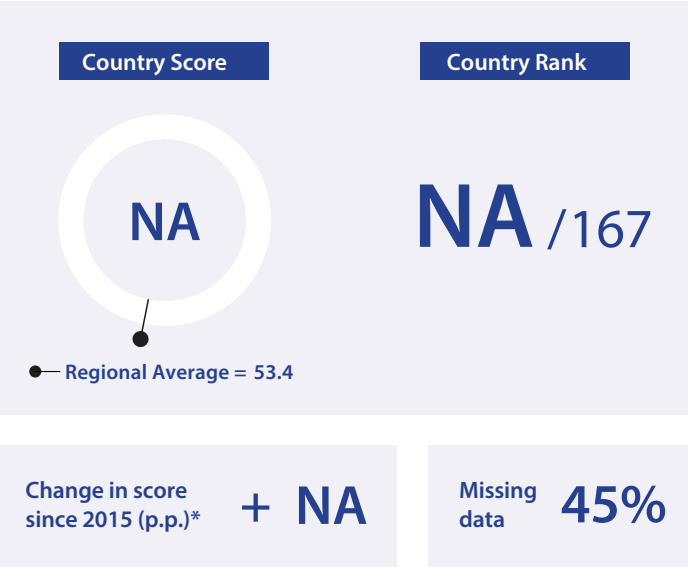 Country Score
Country Rank
NA
NA /167
Regional Average = 53.4
Change in score
since 2015 (p.p.)*
+ NA
Missing
data
45%